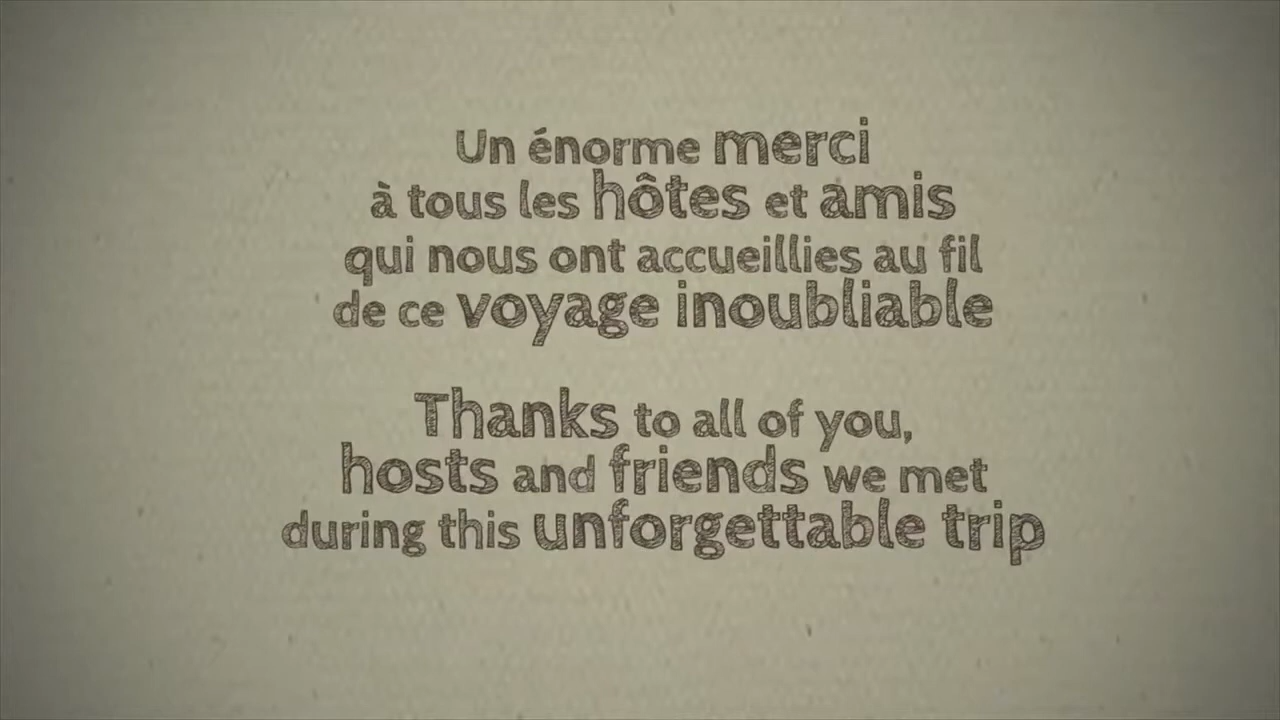 Un énorme merci
à tous les hôtes et amis
qui nous ont accueillies au fil
de ce voyage inoubliable
Thanks to all of you,
hosts and friends we met
during this unforgettable trip